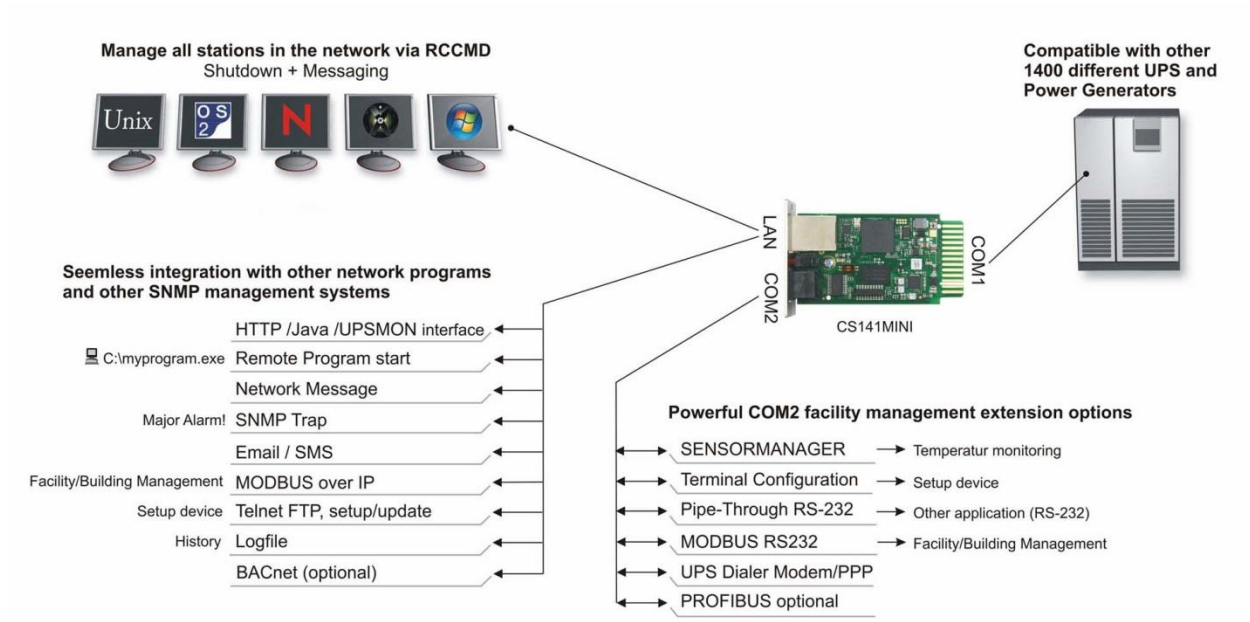 Manage all stations in the network via RCCMD
Shutdown + Messaging
Unix
OS
2
N
Compatible with other
1400 different UPS and
Power Generators
LAN
COM2
COM1
CS141MINI
Seemless integration with other network programs
and other SNMP management systems
HTTP /Java /UPSMON interface
C:\myprogram.exe Remote Program start
Network Message
Major Alarm! SNMP Trap
Email / SMS
Facility/Building Management MODBUS over IP
Setup device Telnet FTP, setup/update
History Logfile
BACnet (optional)
Powerful COM2 facility management extension options
SENSORMANAGER Temperatur monitoring
Terminal Configuration Setup device
Pipe-Through RS-232 Other application (RS-232)
MODBUS RS232 Facility/Building Management
UPS Dialer Modem/PPP
PROFIBUS optional